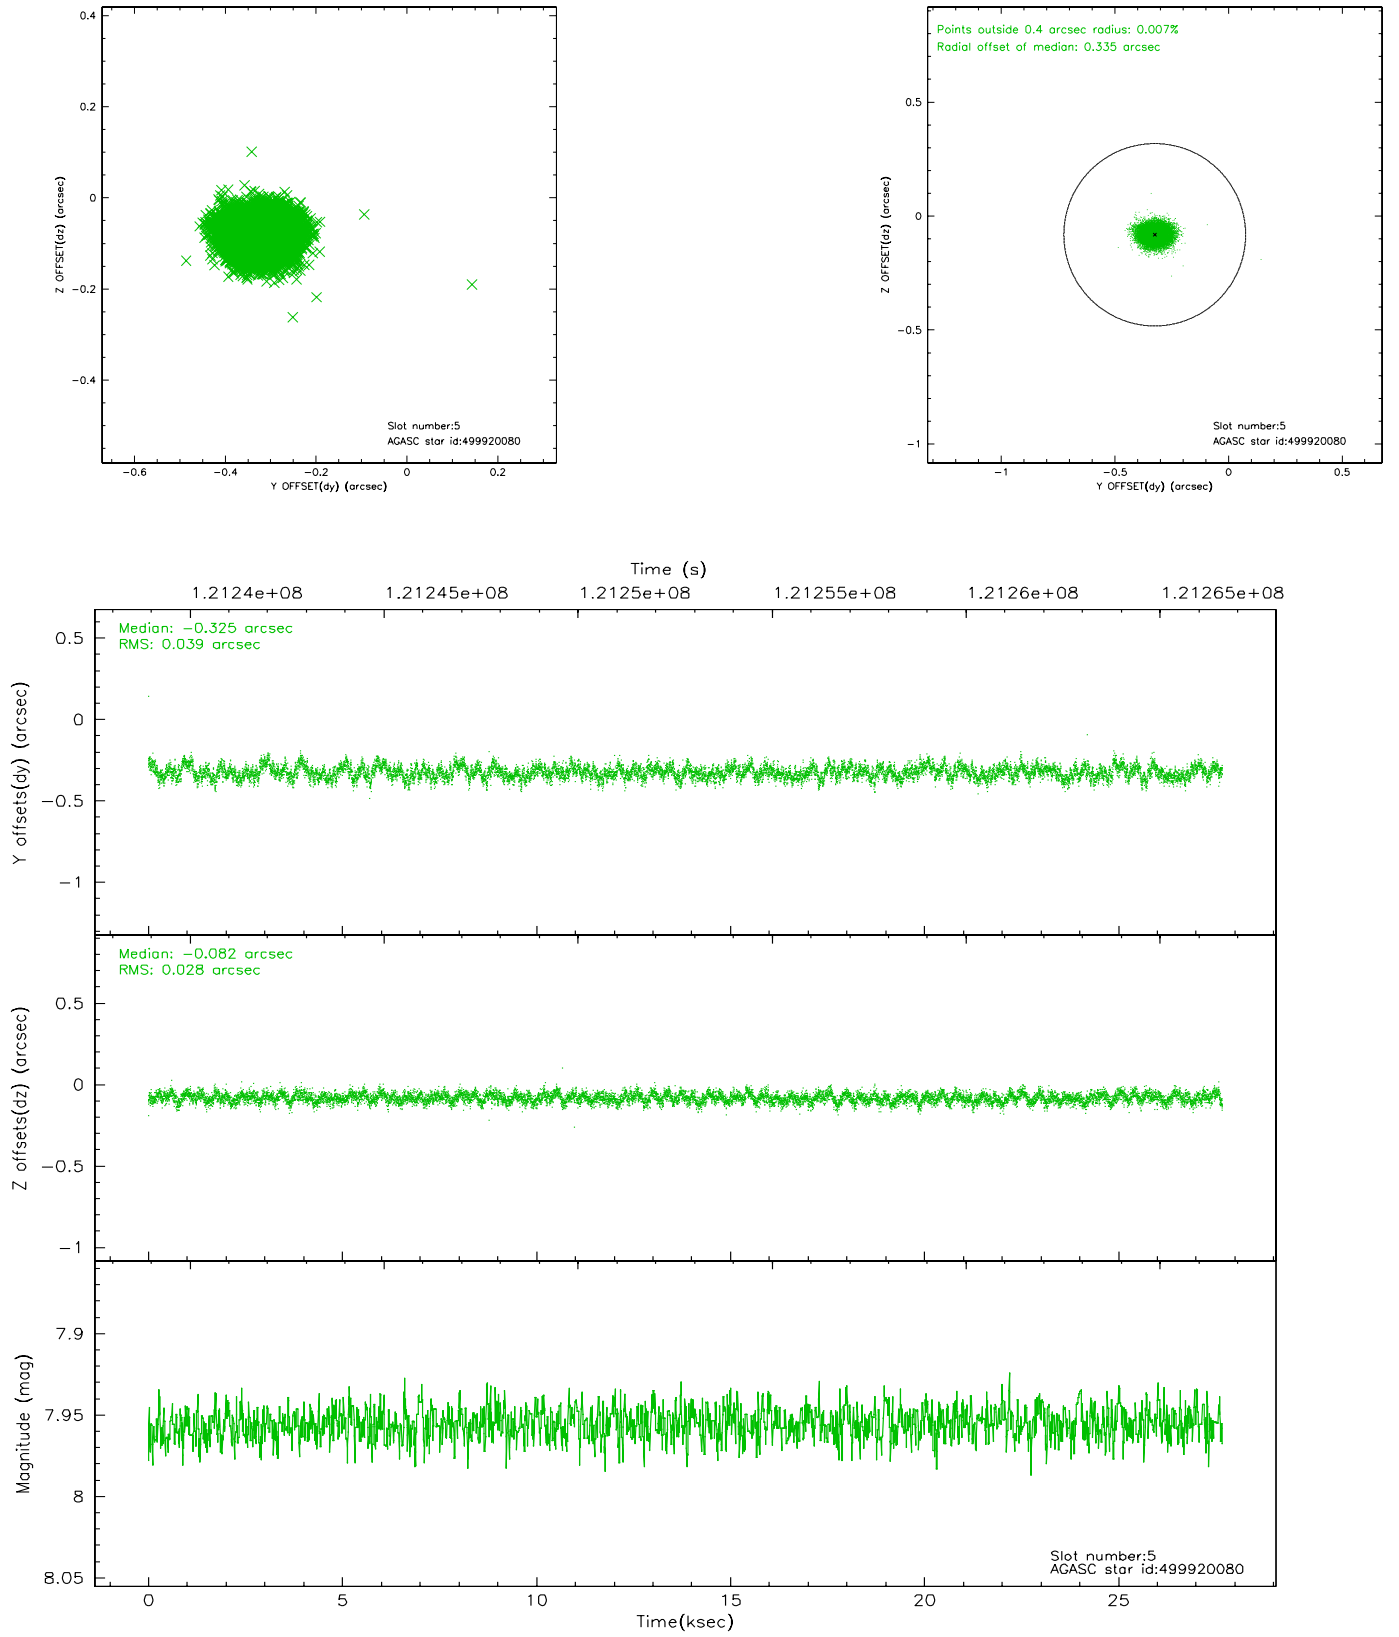 0.4
0.2
0
−0.2
−0.4
Z OFFSET(dz) (arcsec)
−0.6
−0.4
−0.2
0
0.2
Y OFFSET(dy) (arcsec)
Slot number:5
AGASC star id:499920080
Points outside 0.4 arcsec radius: 0.007%
Radial offset of median: 0.335 arcsec
0.5
0
−0.5
−1
Z OFFSET(dz) (arcsec)
−1
−0.5
0
0.5
Y OFFSET(dy) (arcsec)
Slot number:5
AGASC star id:499920080
Time (s)
1.2124e+08
1.21245e+08
1.2125e+08
1.21255e+08
1.2126e+08
1.21265e+08
Median: −0.325 arcsec
RMS: 0.039 arcsec
0.5
0
−0.5
−1
Y offsets(dy) (arcsec)
Median: −0.082 arcsec
RMS: 0.028 arcsec
0.5
0
−0.5
−1
Z offsets(dz) (arcsec)
7.9
7.95
8
8.05
Magnitude (mag)
Slot number:5
AGASC star id:499920080
0
5
10
15
20
25
Time(ksec)